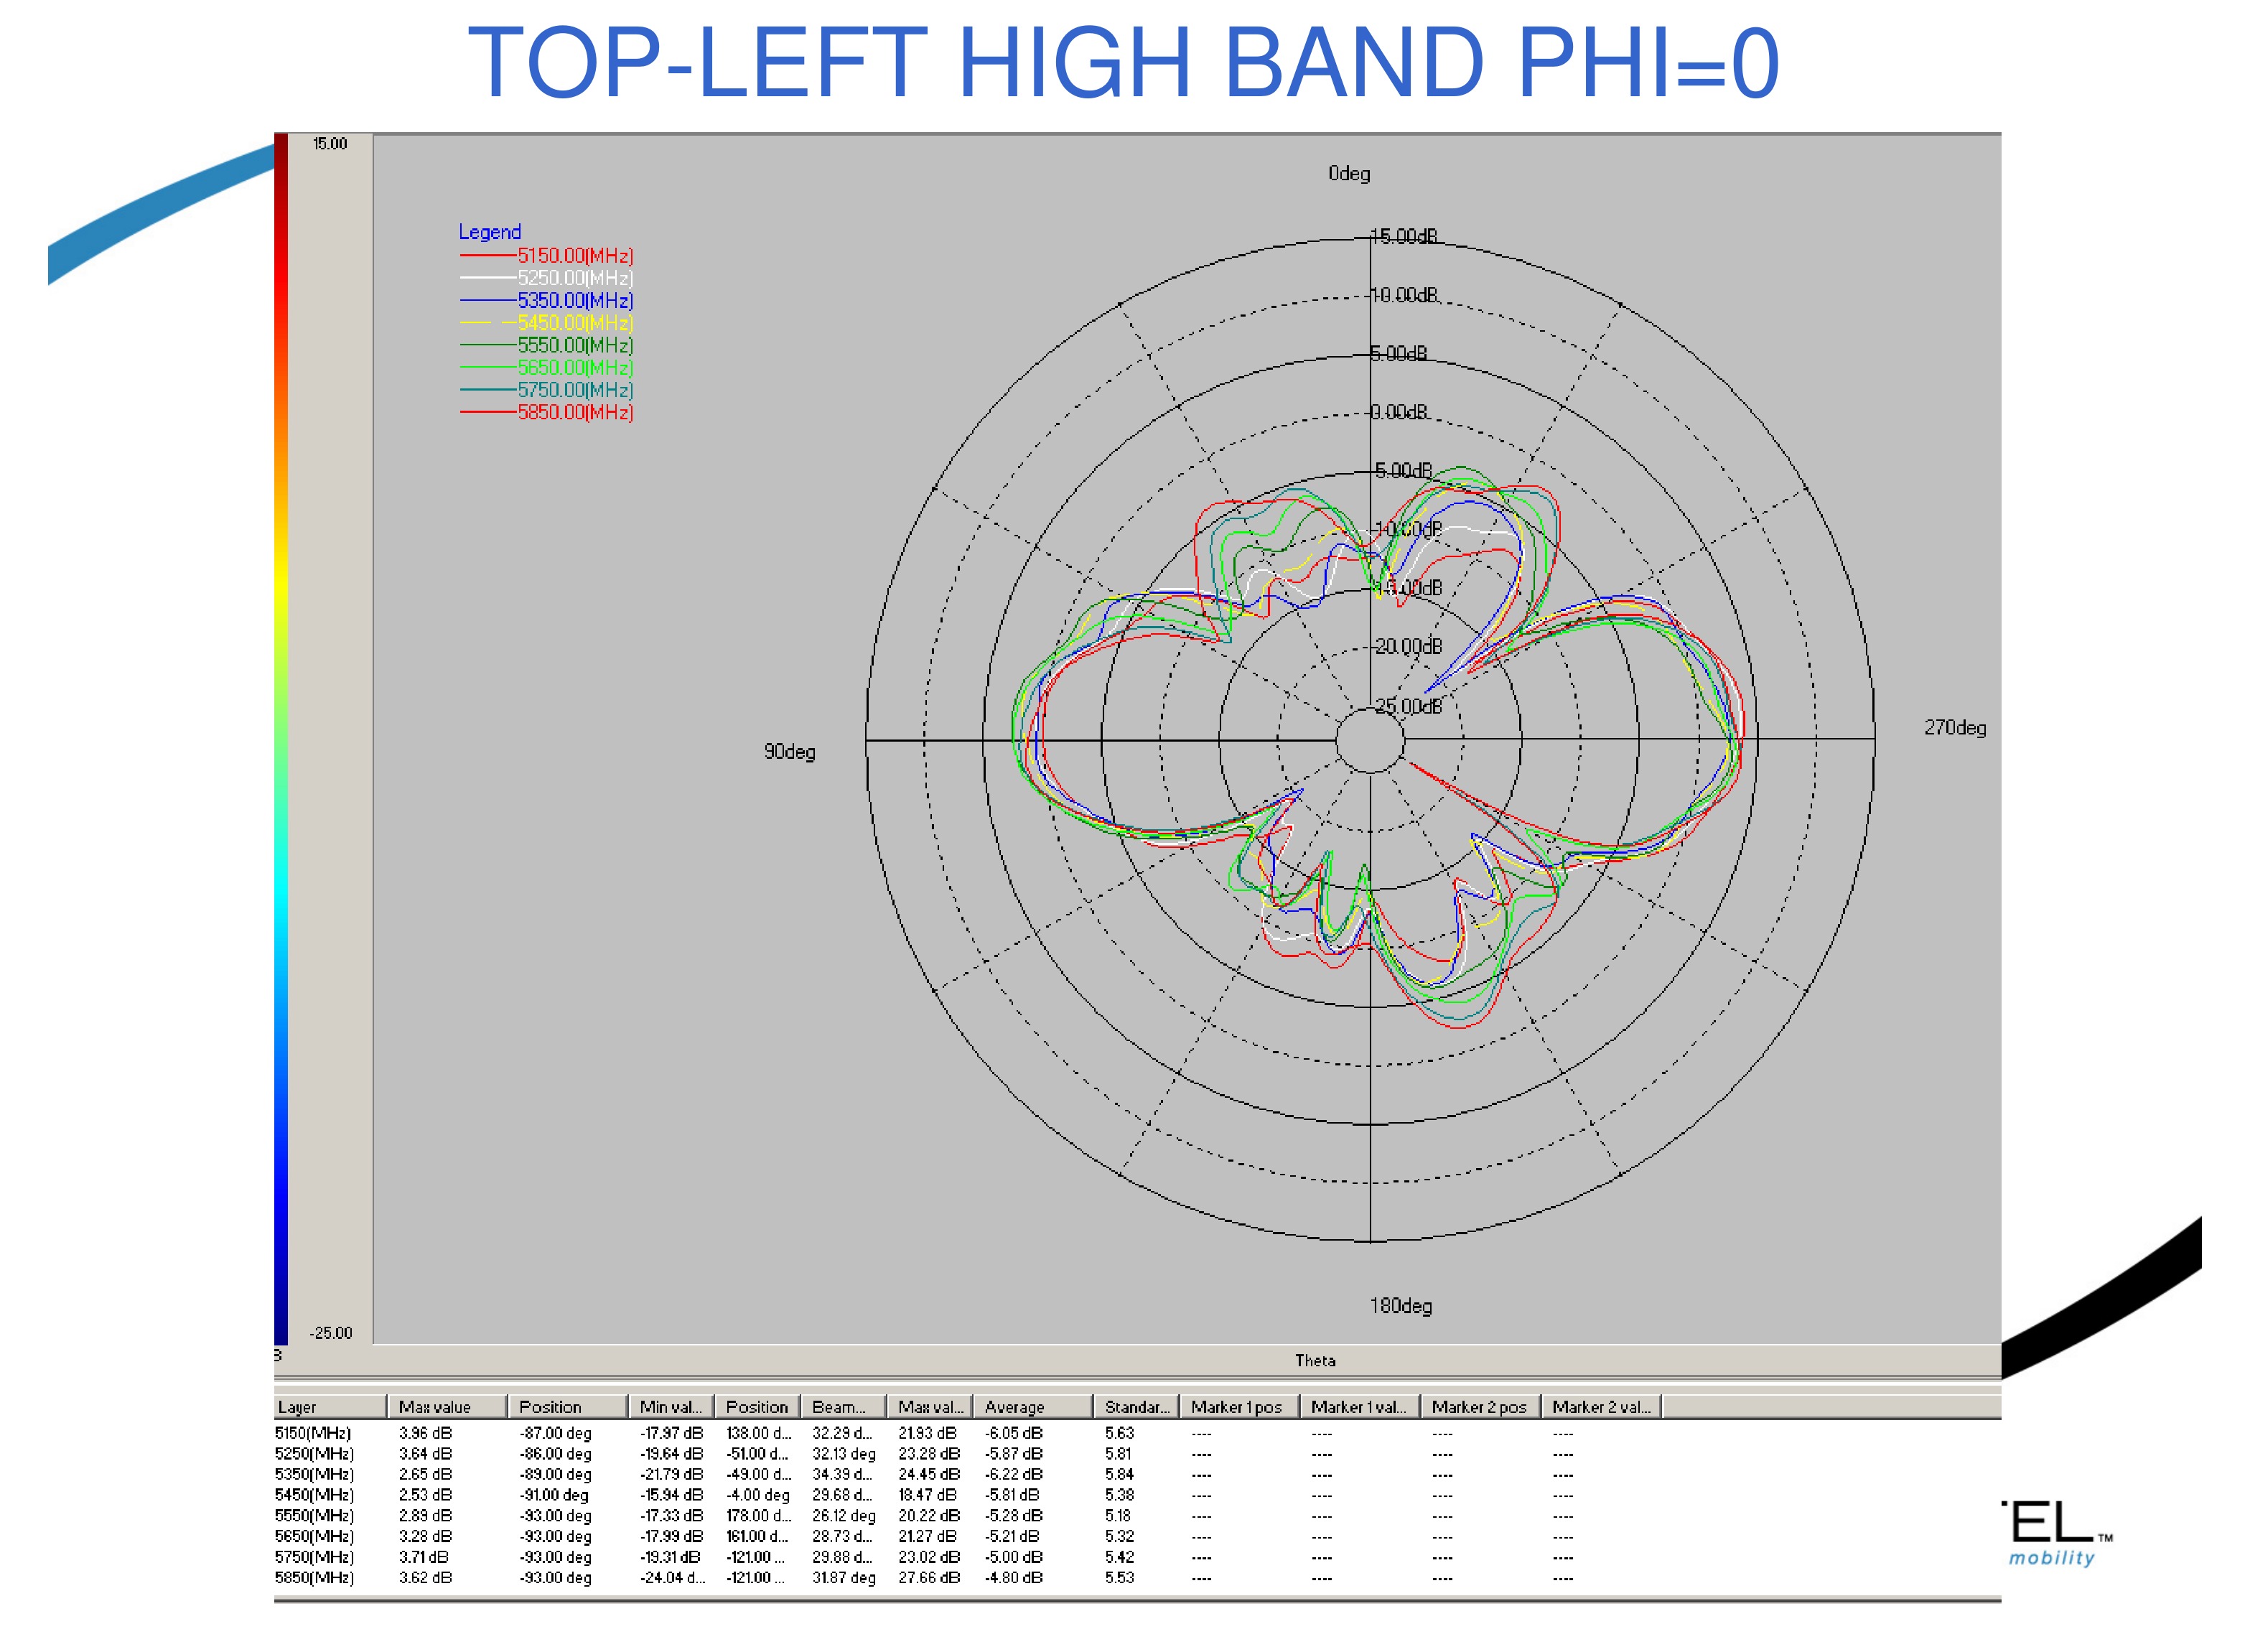 TOP-LEFT HIGH BAND PHI=0
15.00
0deg
Legend
5150.00(MHz)
5250.00(MHz)
5350.00(MHz)
5450.00(MHz)
5550.00(MHz)
5650.00(MHz)
5750.00(MHz)
5850.00(MHz)
15.00dB
10.00dB
5.00dB
0.00dB
-5.00dB
-10.00dB
-15.00dB
-20.00dB
-25.00dB
90deg
270deg
180deg
-25.00
Theta
Layer Max value Position Min val... Position Beam... Max val... Average Standar... Marker 1 pos Marker 1 val... Marker 2 pos Marker 2 val...
5150(MHz) 3.96 dB -87.00 deg -17.97 dB 138.00 d... 32.29 d... 21.93 dB -6.05 dB 5.63 ---- ---- ---- ----
5250(MHz) 3.64 dB -86.00 deg -19.64 dB -51.00 d... 32.13 deg 23.28 dB -5.87 dB 5.81 ---- ---- ---- ----
5350(MHz) 2.65 dB -89.00 deg -21.79 dB -49.00 d... 34.39 d... 24.45 dB -6.22 dB 5.84 ---- ---- ---- ----
5450(MHz) 2.53 dB -91.00 deg -15.94 dB -4.00 deg 29.68 d... 18.47 dB -5.81 dB 5.38 ---- ---- ---- ----
5550(MHz) 2.89 dB -93.00 deg -17.33 dB 178.00 d... 26.12 deg 20.22 dB -5.28 dB 5.18 ---- ---- ---- ----
5650(MHz) 3.28 dB -93.00 deg -17.99 dB 161.00 d... 28.73 d... 21.27 dB -5.21 dB 5.32 ---- ---- ---- ----
5750(MHz) 3.71 dB -93.00 deg -19.31 dB -121.00 ... 29.88 d... 23.02 dB -5.00 dB 5.42 ---- ---- ---- ----
5850(MHz) 3.62 dB -93.00 deg -24.04 d... -121.00 ... 31.87 deg 27.66 dB -4.80 dB 5.53 ---- ---- ---- ----
EL™
mobility